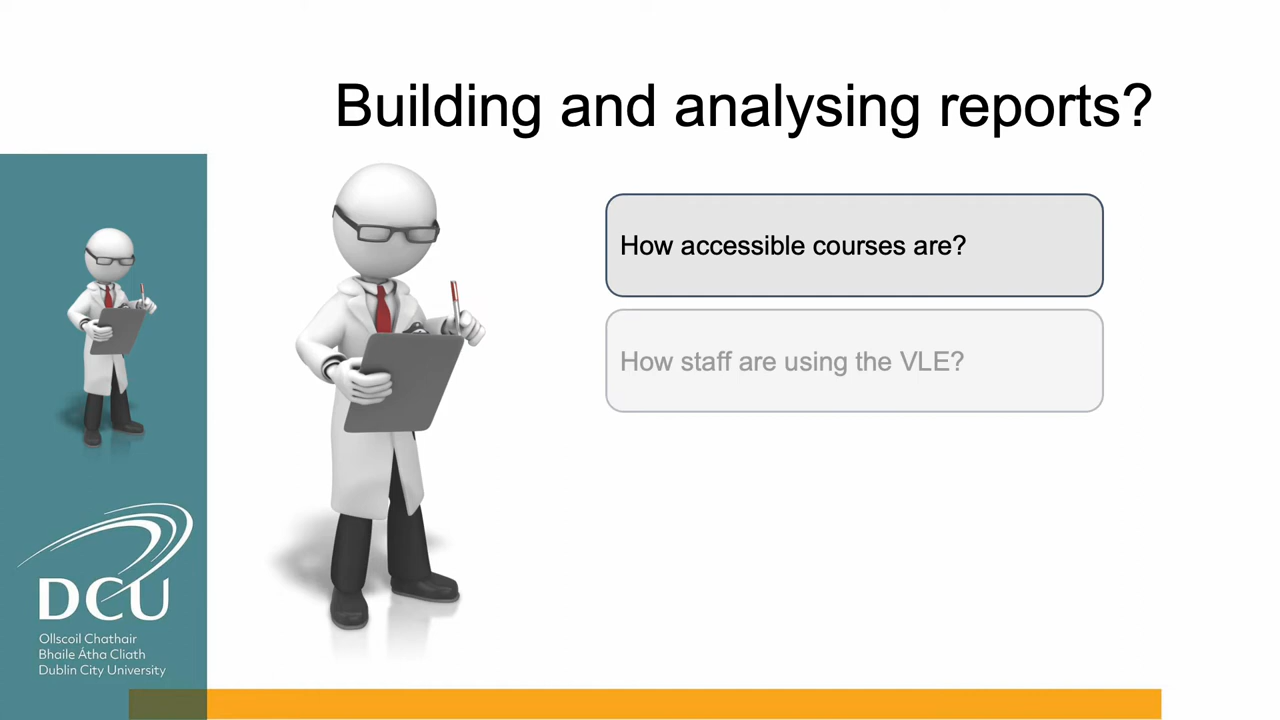 Building and analysing reports?
How accessible courses are?
How staff are using the VLE?
DCU
Ollscoil Chathair
Bhaile Átha Cliath
Dublin City University